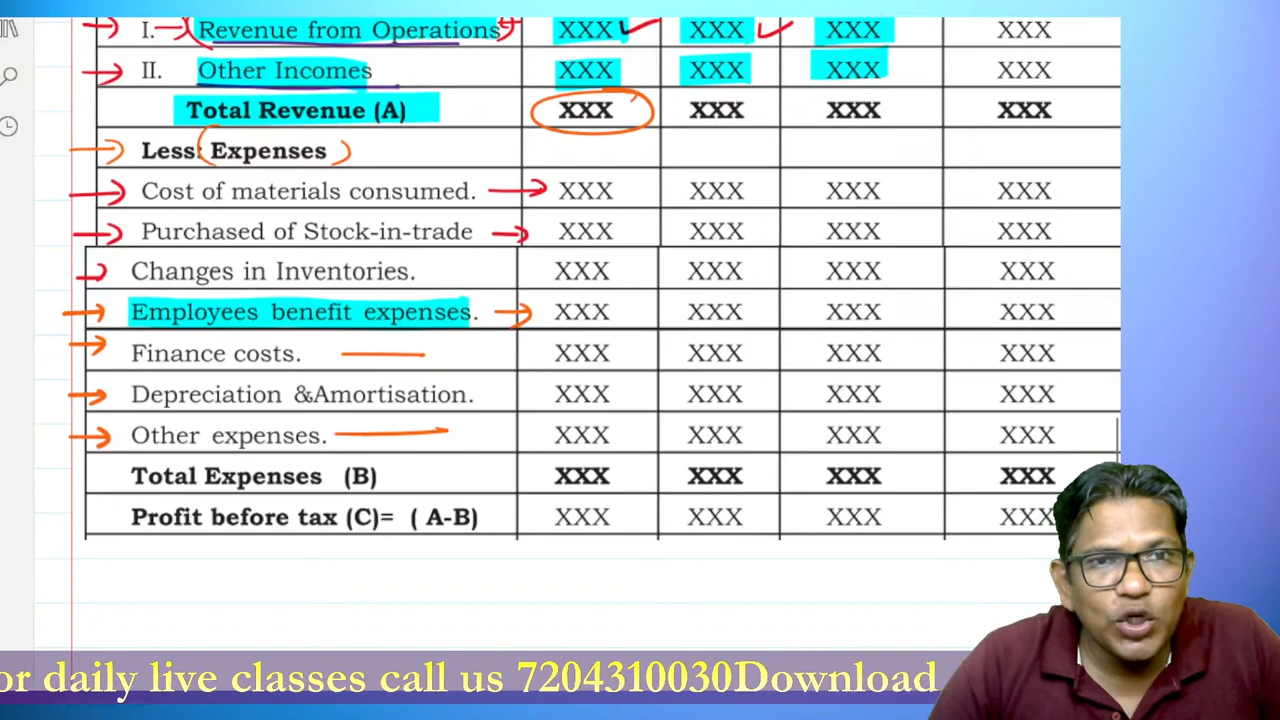 I. Revenue from Operations XXX XXX XXX XXX
II. Other Incomes XXX XXX XXX XXX
Total Revenue (A) XXX XXX XXX XXX
Less: Expenses
Cost of materials consumed. XXX XXX XXX XXX
Purchased of Stock-in-trade XXX XXX XXX XXX
Changes in Inventories. XXX XXX XXX XXX
Employees benefit expenses. XXX XXX XXX XXX
Finance costs. XXX XXX XXX XXX
Depreciation &Amortisation. XXX XXX XXX XXX
Other expenses. XXX XXX XXX XXX
Total Expenses (B) XXX XXX XXX XXX
Profit before tax (C)= ( A-B) XXX XXX XXX XXX
or daily live classes call us 7204310030Download